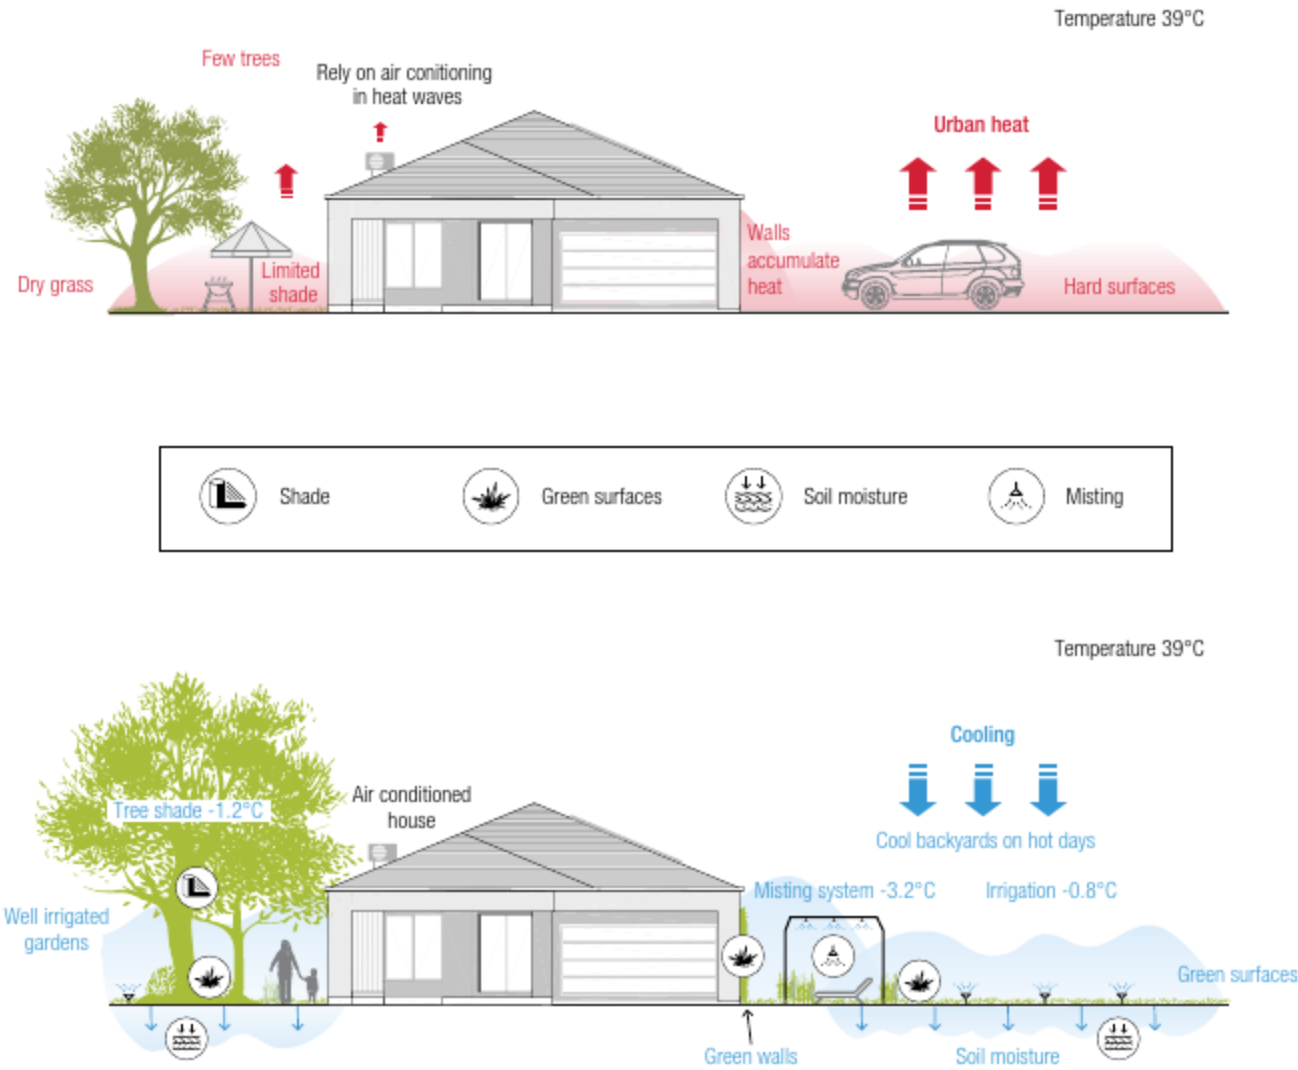 Temperature 39°C
Few trees
Rely on air conitioning
in heat waves
Urban heat
Walls
accumulate
heat
Dry grass
Limited
shade
Hard surfaces
Shade
Green surfaces
Soil moisture
Misting
Temperature 39°C
Cooling
Tree shade -1.2°C
Air conditioned
house
Cool backyards on hot days
Misting system -3.2°C
Irrigation -0.8°C
Well irrigated
gardens
Green surfaces
Green walls
Soil moisture